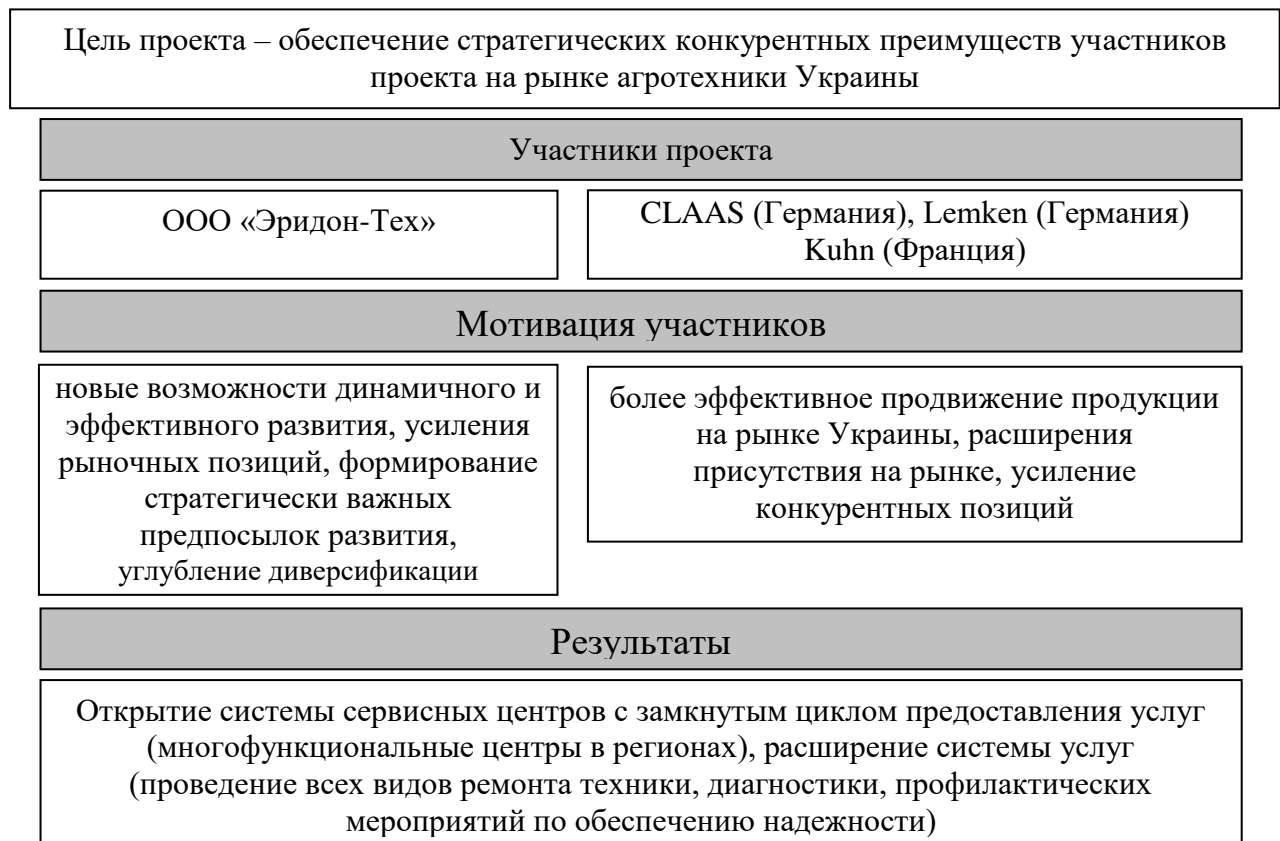 Цель проекта – обеспечение стратегических конкурентных преимуществ участников
проекта на рынке агротехники Украины
Участники проекта
ООО «Эридон-Тех»
CLAAS (Германия), Lemken (Германия)
Kuhn (Франция)
Мотивация участников
новые возможности динамичного и
эффективного развития, усиления
рыночных позиций, формирование
стратегически важных
предпосылок развития,
углубление диверсификации
более эффективное продвижение продукции
на рынке Украины, расширения
присутствия на рынке, усиление
конкурентных позиций
Результаты
Открытие системы сервисных центров с замкнутым циклом предоставления услуг
(многофункциональные центры в регионах), расширение системы услуг
(проведение всех видов ремонта техники, диагностики, профилактических
мероприятий по обеспечению надежности)